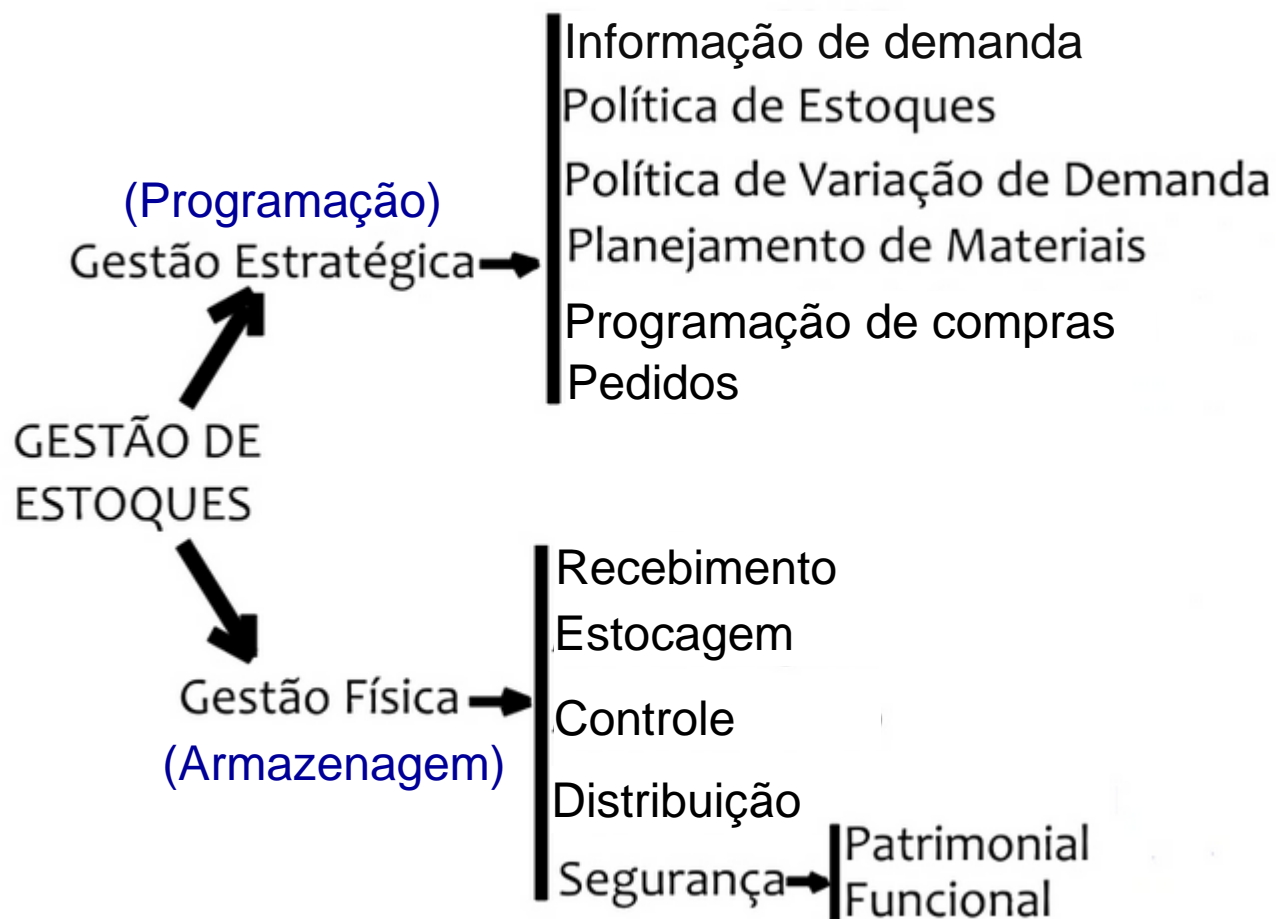 Informação de demanda
Política de Estoques
Política de Variação de Demanda
Planejamento de Materiais
Programação de compras
Pedidos
(Programação)
Gestão Estratégica
GESTÃO DE
ESTOQUES
Gestão Física
(Armazenagem)
Recebimento
Estocagem
Controle
Distribuição
Segurança
Patrimonial
Funcional